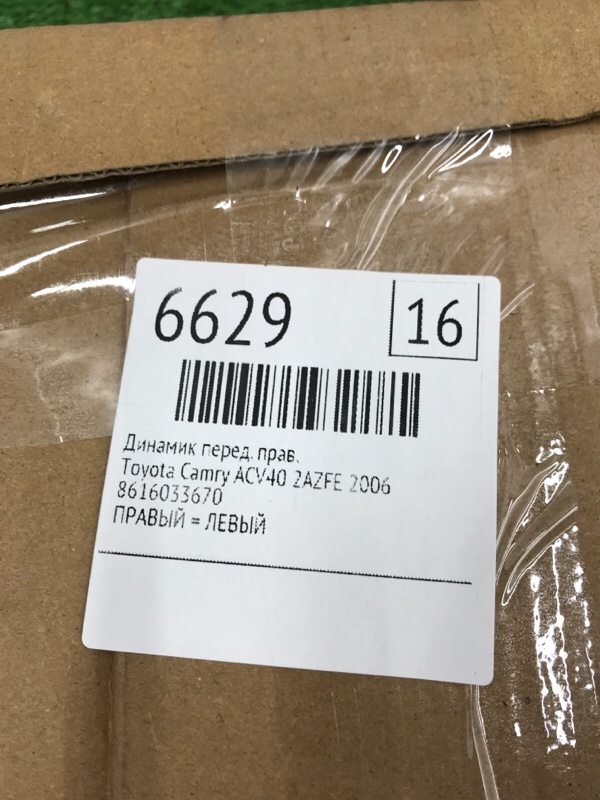 6629
16
Динамик перед. прав.
Toyota Camry ACV40 2AZFE 2006
8616033670
ПРАВЫЙ = ЛЕВЫЙ